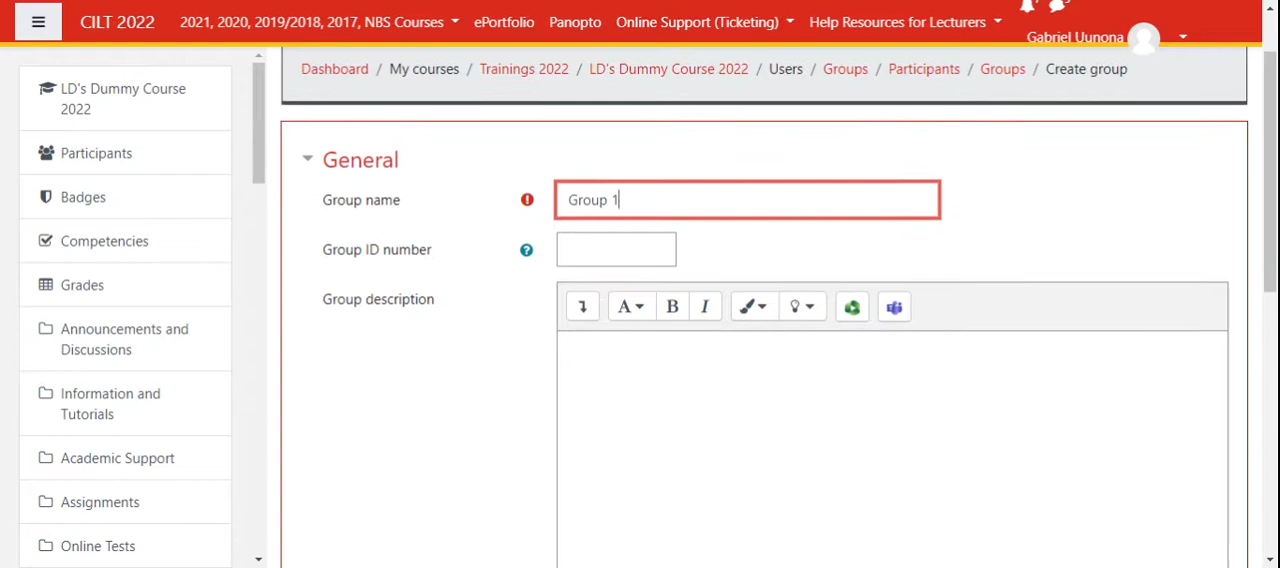 CILT 2022 2021, 2020, 2019/2018, 2017, NBS Courses ePortfolio Panopto Online Support (Ticketing) Help Resources for Lecturers
Gabriel Uunona
Dashboard / My courses / Trainings 2022 / LD's Dummy Course 2022 / Users / Groups / Participants / Groups / Create group
LD's Dummy Course
2022
Participants
Badges
Competencies
Grades
Announcements and
Discussions
Information and
Tutorials
Academic Support
Assignments
Online Tests
General
Group name Group 1
Group ID number
Group description
A B I